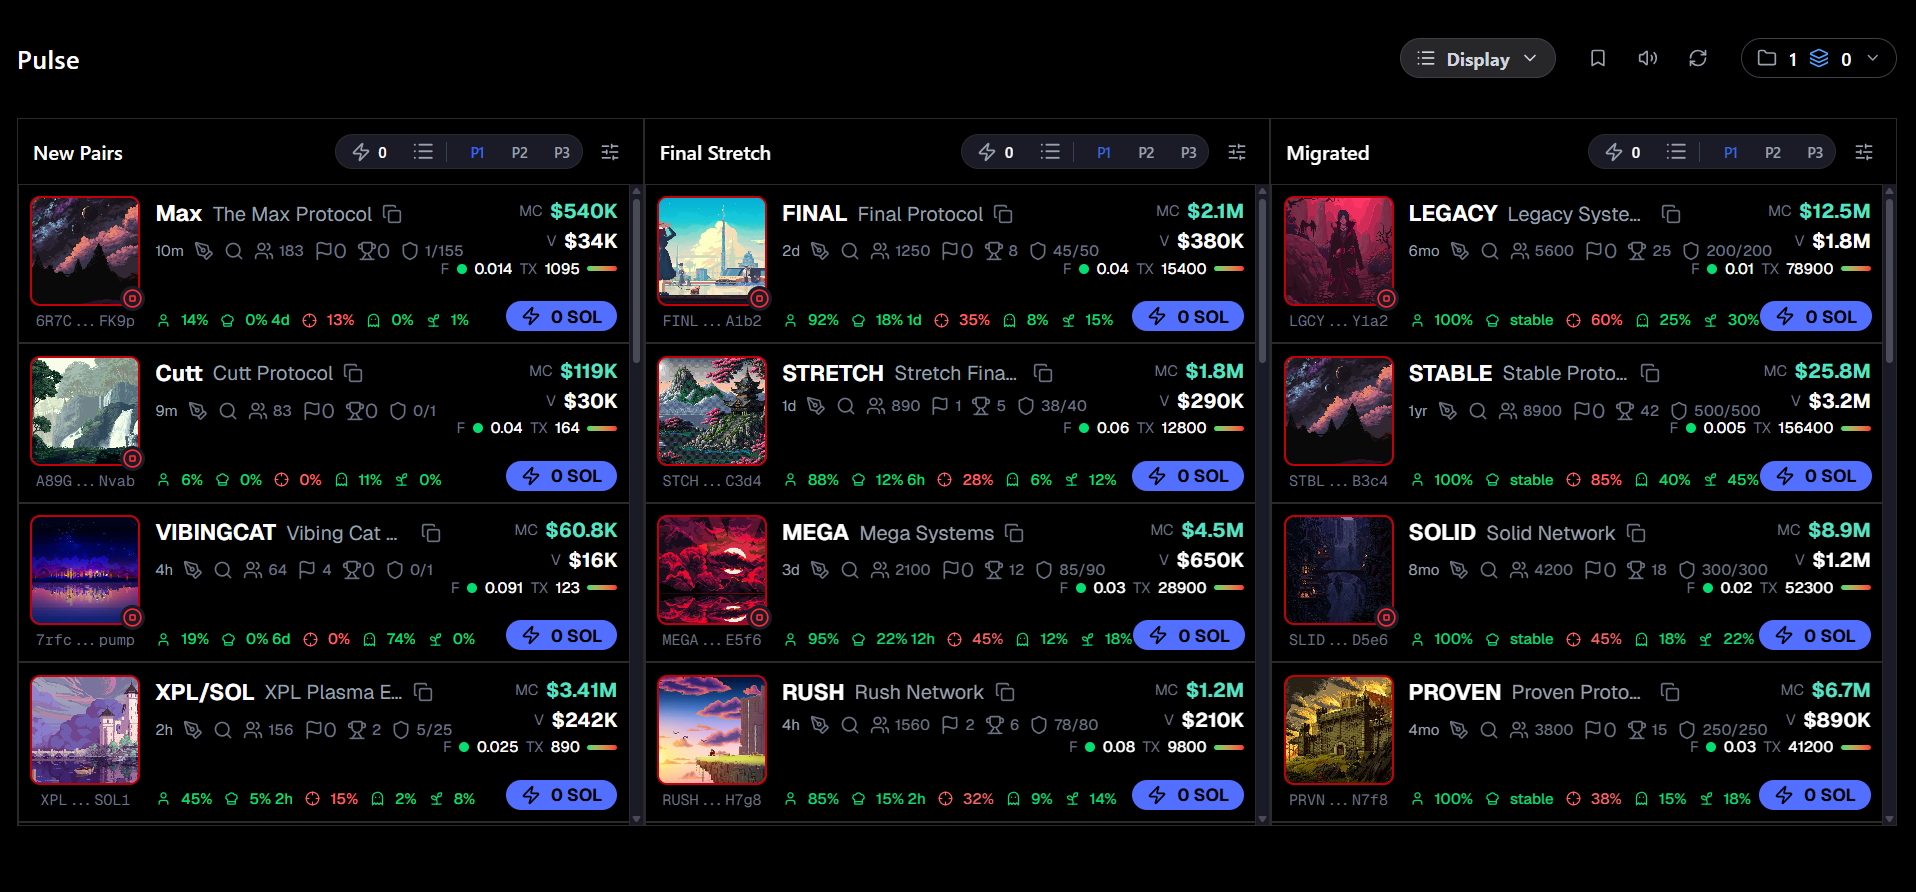 Pulse
Display
1 0
New Pairs
0 P1 P2 P3
Max The Max Protocol MC $540K
V $34K
10m 183 0 0 1/155
F 0.014 TX 1095
6R7C ... FK9p 14% 0% 4d 13% 0% 1% 0 SOL
Cutt Cutt Protocol MC $119K
V $30K
9m 83 0 0 0/1
F 0.04 TX 164
A89G ... Nvab 6% 0% 0% 11% 0% 0 SOL
VIBINGCAT Vibing Cat ... MC $60.8K
V $16K
4h 64 4 0 0/1
F 0.091 TX 123
7rfc ... pump 19% 0% 6d 0% 74% 0% 0 SOL
XPL/SOL XPL Plasma E... MC $3.41M
V $242K
2h 156 0 2 5/25
F 0.025 TX 890
XPL ... SOL1 45% 5% 2h 15% 2% 8% 0 SOL
Final Stretch
0 P1 P2 P3
FINAL Final Protocol MC $2.1M
V $380K
2d 1250 0 8 45/50
F 0.04 TX 15400
FINL ... A1b2 92% 18% 1d 35% 8% 15% 0 SOL
STRETCH Stretch Fina... MC $1.8M
V $290K
1d 890 1 5 38/40
F 0.06 TX 12800
STCH ... C3d4 88% 12% 6h 28% 6% 12% 0 SOL
MEGA Mega Systems MC $4.5M
V $650K
3d 2100 0 12 85/90
F 0.03 TX 28900
MEGA ... E5f6 95% 22% 12h 45% 12% 18% 0 SOL
RUSH Rush Network MC $1.2M
V $210K
4h 1560 2 6 78/80
F 0.08 TX 9800
RUSH ... H7g8 85% 15% 2h 32% 9% 14% 0 SOL
Migrated
0 P1 P2 P3
LEGACY Legacy Syste... MC $12.5M
V $1.8M
6mo 5600 0 25 200/200
F 0.01 TX 78900
LGCY ... Y1a2 100% stable 60% 25% 30% 0 SOL
STABLE Stable Proto... MC $25.8M
V $3.2M
1yr 8900 0 42 500/500
F 0.005 TX 156400
STBL ... B3c4 100% stable 85% 40% 45% 0 SOL
SOLID Solid Network MC $8.9M
V $1.2M
8mo 4200 0 18 300/300
F 0.02 TX 52300
SLID ... D5e6 100% stable 45% 18% 22% 0 SOL
PROVEN Proven Proto... MC $6.7M
V $890K
4mo 3800 0 15 250/250
F 0.03 TX 41200
PRVN ... N7f8 100% stable 38% 15% 18% 0 SOL